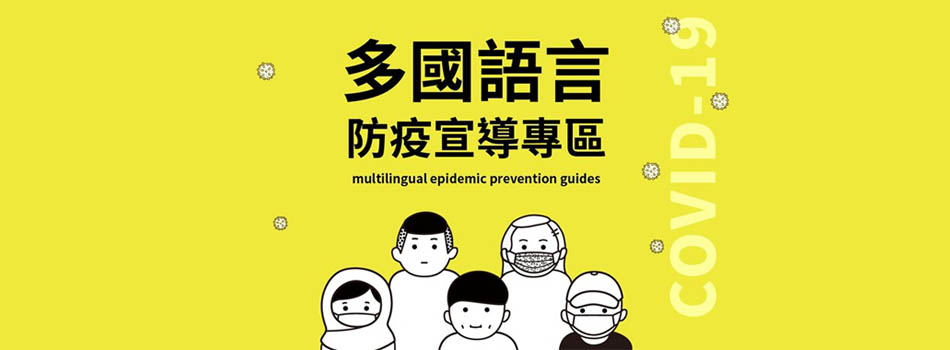 多國語言
防疫宣導專區
multilingual epidemic prevention guides
COVID-19